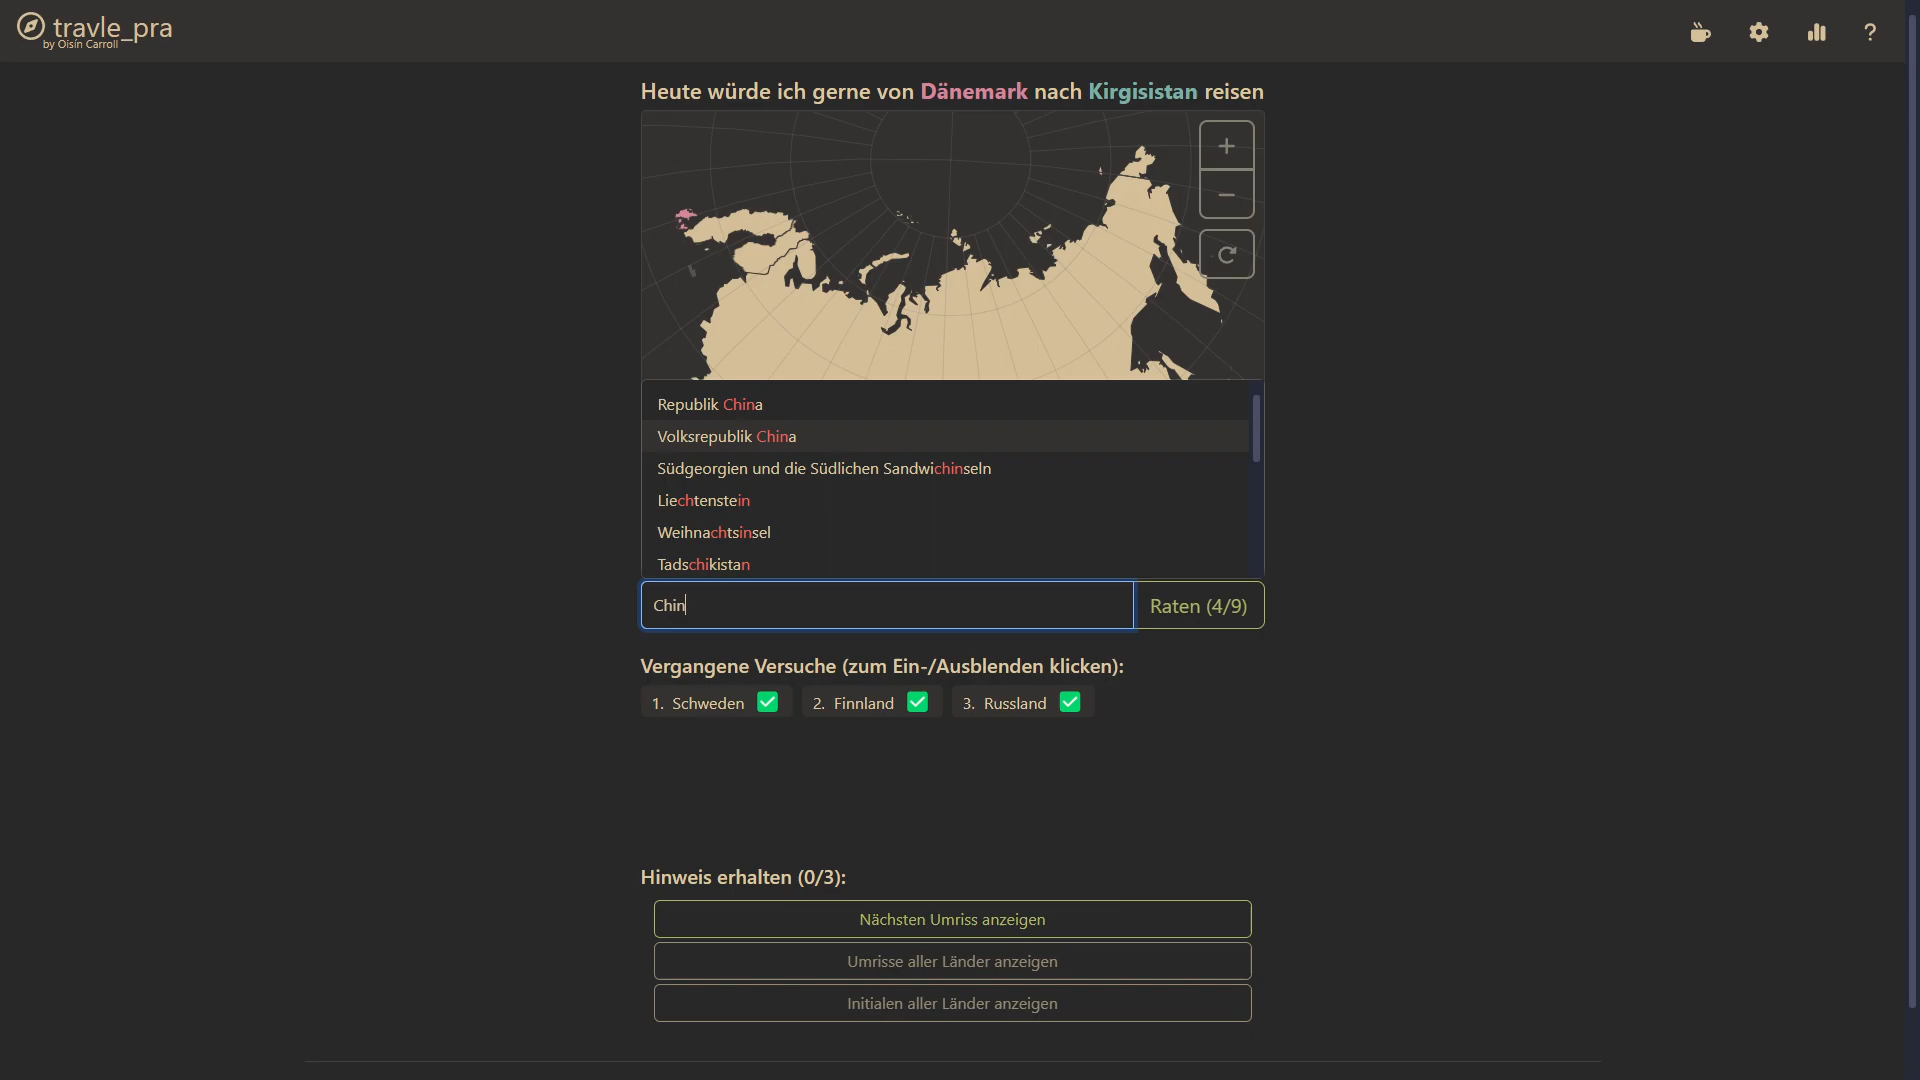 travle_pra
by Oisín Carroll
?
Heute würde ich gerne von Dänemark nach Kirgisistan reisen
+
−
Republik China
Volksrepublik China
Südgeorgien und die Südlichen Sandwichinseln
Liechtenstein
Weihnachtsinsel
Tadschikistan
Chin
Raten (4/9)
Vergangene Versuche (zum Ein-/Ausblenden klicken):
1. Schweden
2. Finnland
3. Russland
Hinweis erhalten (0/3):
Nächsten Umriss anzeigen
Umrisse aller Länder anzeigen
Initialen aller Länder anzeigen